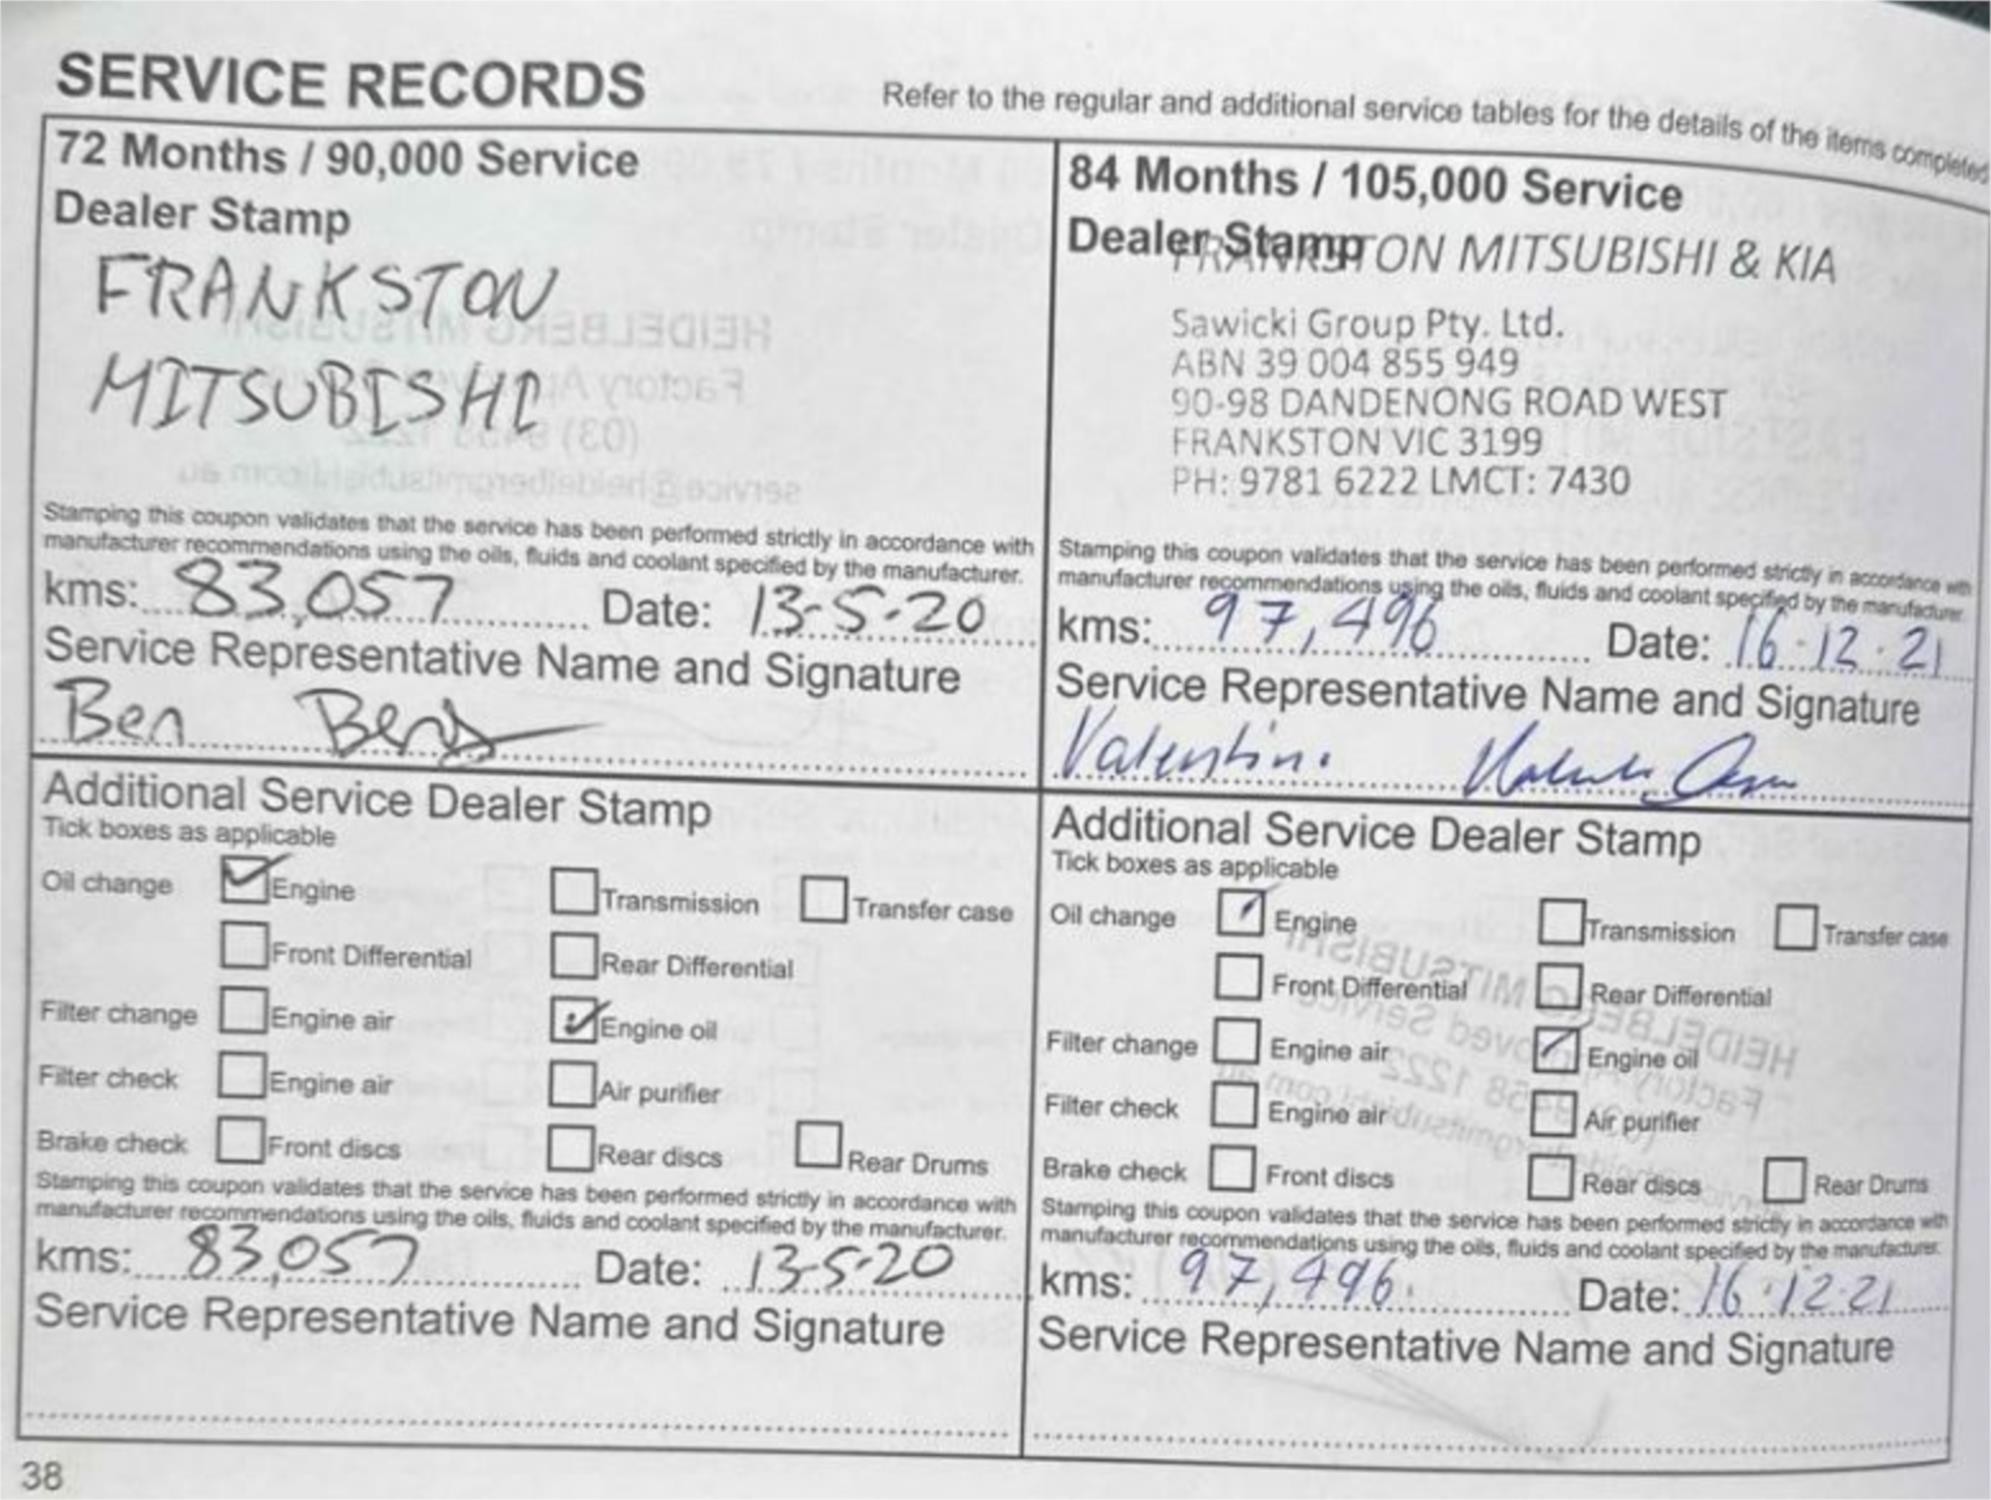 SERVICE RECORDS
Refer to the regular and additional service tables for the details of the items completed
72 Months / 90,000 Service
Dealer Stamp
FRANKSTON
MITSUBISHI
Stamping this coupon validates that the service has been performed strictly in accordance with
manufacturer recommendations using the oils, fluids and coolant specified by the manufacturer.
kms: 83,057 Date: 13-5-20
Service Representative Name and Signature
Ben Ben
Additional Service Dealer Stamp
Tick boxes as applicable
Oil change Engine Transmission Transfer case
Front Differential Rear Differential
Filter change Engine air Engine oil
Filter check Engine air Air purifier
Brake check Front discs Rear discs Rear Drums
Stamping this coupon validates that the service has been performed strictly in accordance with
manufacturer recommendations using the oils, fluids and coolant specified by the manufacturer.
kms: 83,057 Date: 13-5-20
Service Representative Name and Signature
84 Months / 105,000 Service
Dealer Stamp
FRANKSTON MITSUBISHI & KIA
Sawicki Group Pty. Ltd.
ABN 39 004 855 949
90-98 DANDENONG ROAD WEST
FRANKSTON VIC 3199
PH: 9781 6222 LMCT: 7430
Stamping this coupon validates that the service has been performed strictly in accordance with
manufacturer recommendations using the oils, fluids and coolant specified by the manufacturer.
kms: 97,496 Date: 16.12.21
Service Representative Name and Signature
Additional Service Dealer Stamp
Tick boxes as applicable
Oil change Engine Transmission Transfer case
Front Differential Rear Differential
Filter change Engine air Engine oil
Filter check Engine air Air purifier
Brake check Front discs Rear discs Rear Drums
Stamping this coupon validates that the service has been performed strictly in accordance with
manufacturer recommendations using the oils, fluids and coolant specified by the manufacturer.
kms: 97,496. Date: 16.12.21
Service Representative Name and Signature
38